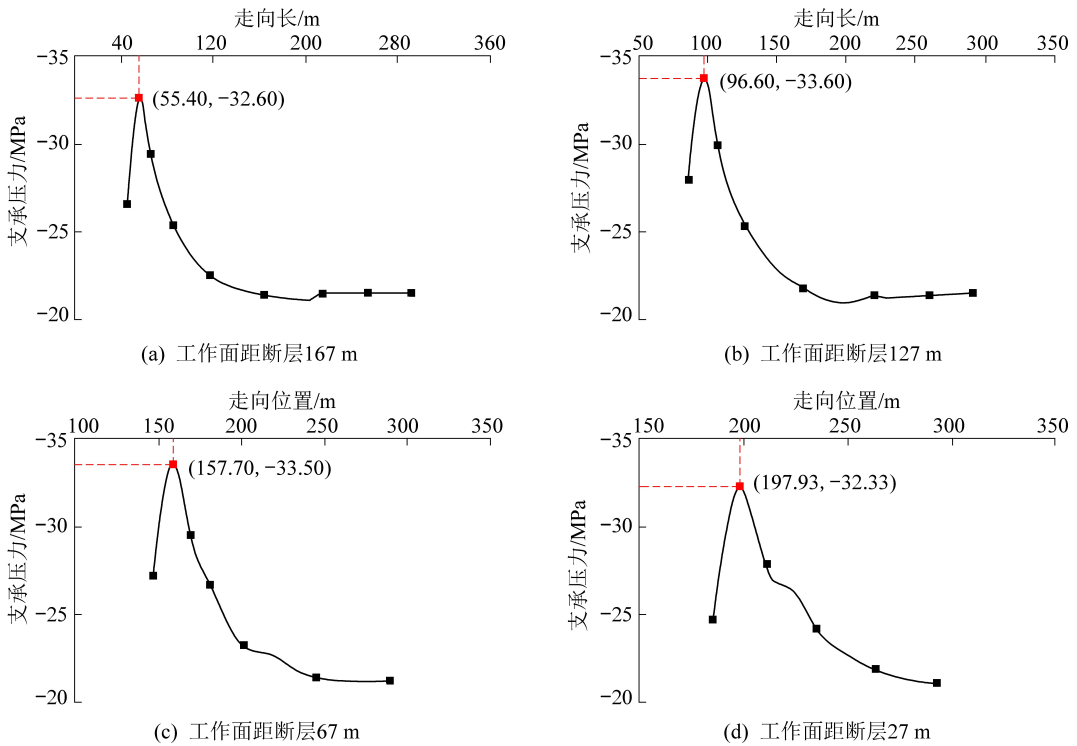 走向长/m
40 120 200 280 360
−35
−30
−25
−20
支承压力/MPa
(55.40, −32.60)
(a) 工作面距断层167 m
走向长/m
50 100 150 200 250 300 350
−35
−30
−25
−20
支承压力/MPa
(96.60, −33.60)
(b) 工作面距断层127 m
走向位置/m
100 150 200 250 300 350
−35
−30
−25
−20
支承压力/MPa
(157.70, −33.50)
(c) 工作面距断层67 m
走向位置/m
150 200 250 300 350
−35
−30
−25
−20
支承压力/MPa
(197.93, −32.33)
(d) 工作面距断层27 m